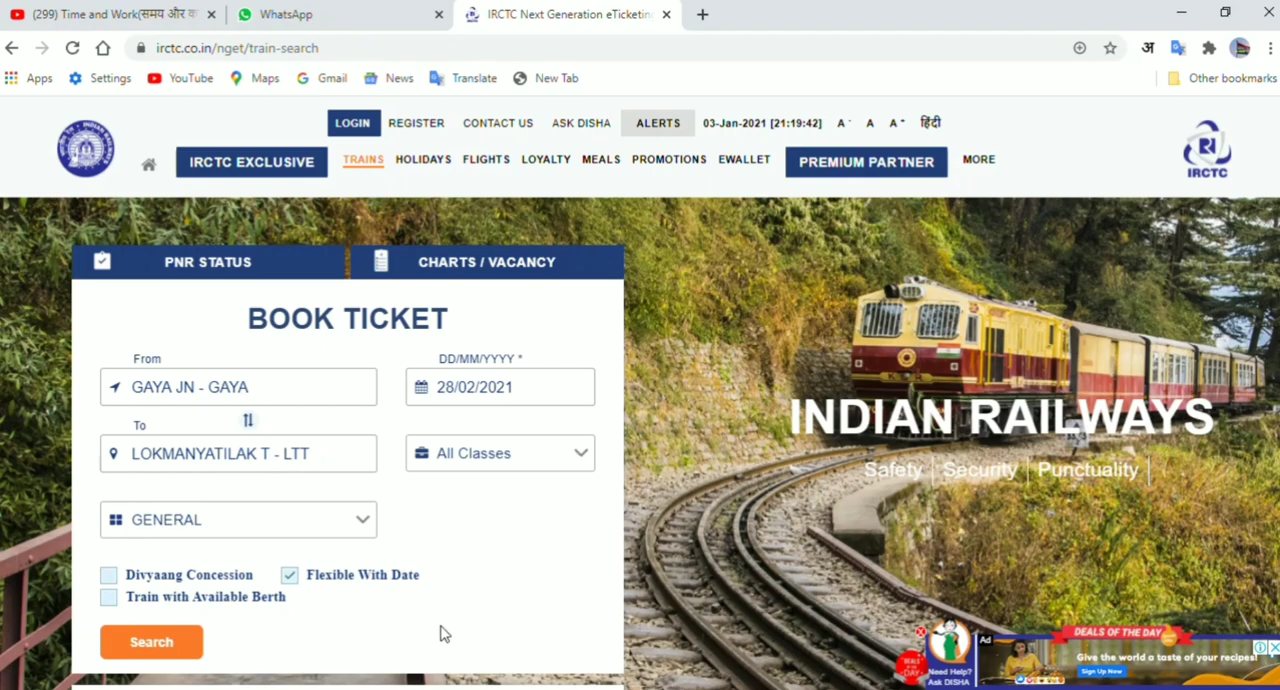 (299) Time and Work(समय और क
WhatsApp
IRCTC Next Generation eTicketing
irctc.co.in/nget/train-search
अ
Apps
Settings
YouTube
Maps
Gmail
News
Translate
New Tab
Other bookmarks
LOGIN
REGISTER
CONTACT US
ASK DISHA
ALERTS
03-Jan-2021 [21:19:42]
A-
A
A+
हिंदी
IRCTC EXCLUSIVE
TRAINS
HOLIDAYS
FLIGHTS
LOYALTY
MEALS
PROMOTIONS
EWALLET
PREMIUM PARTNER
MORE
IRCTC
PNR STATUS
CHARTS / VACANCY
BOOK TICKET
From
DD/MM/YYYY *
GAYA JN - GAYA
28/02/2021
To
LOKMANYATILAK T - LTT
All Classes
GENERAL
Divyaang Concession
Flexible With Date
Train with Available Berth
Search
INDIAN RAILWAYS
Safety | Security | Punctuality |
Need Help?
Ask DISHA
Ad
DEALS OF THE DAY
Give the world a taste of your recipes!
Sign Up Now